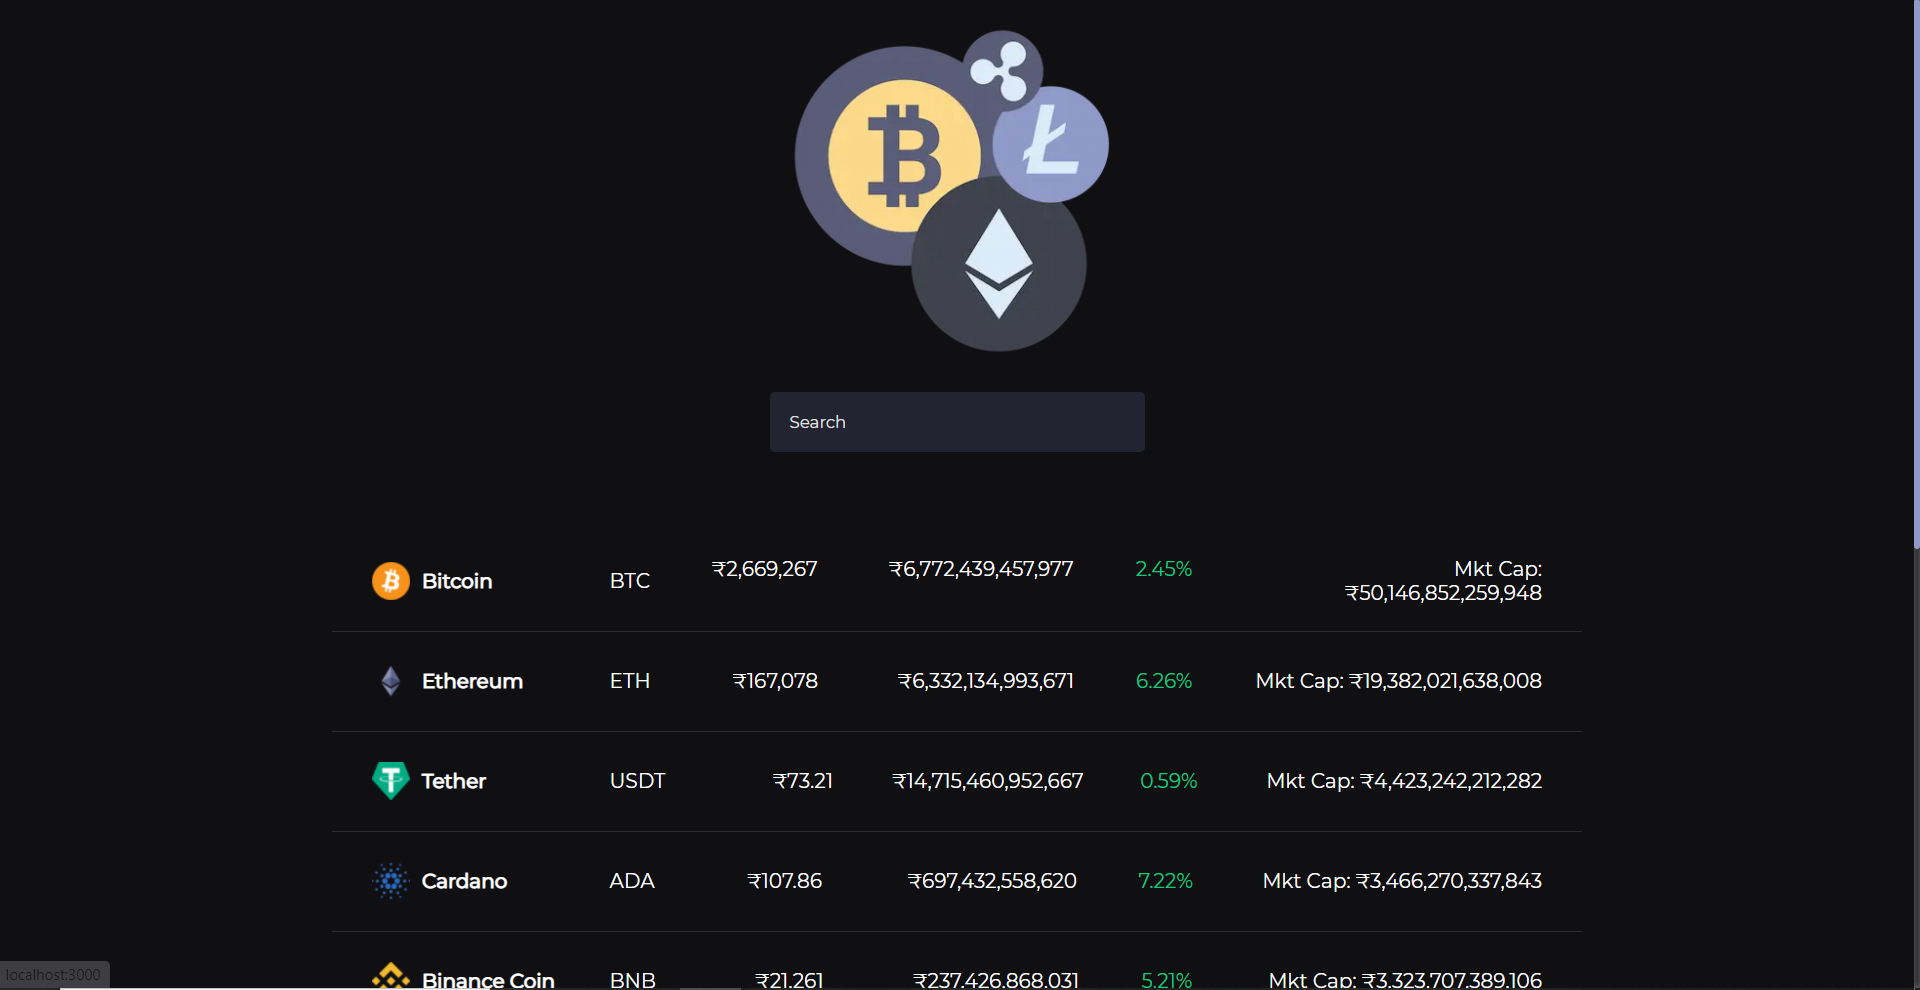 Search
Bitcoin BTC ₹2,669,267 ₹6,772,439,457,977 2.45% Mkt Cap:
₹50,146,852,259,948
Ethereum ETH ₹167,078 ₹6,332,134,993,671 6.26% Mkt Cap: ₹19,382,021,638,008
Tether USDT ₹73.21 ₹14,715,460,952,667 0.59% Mkt Cap: ₹4,423,242,212,282
Cardano ADA ₹107.86 ₹697,432,558,620 7.22% Mkt Cap: ₹3,466,270,337,843
Binance Coin BNB ₹21,261 ₹237,426,868,031 5.21% Mkt Cap: ₹3,323,707,389,106
localhost:3000